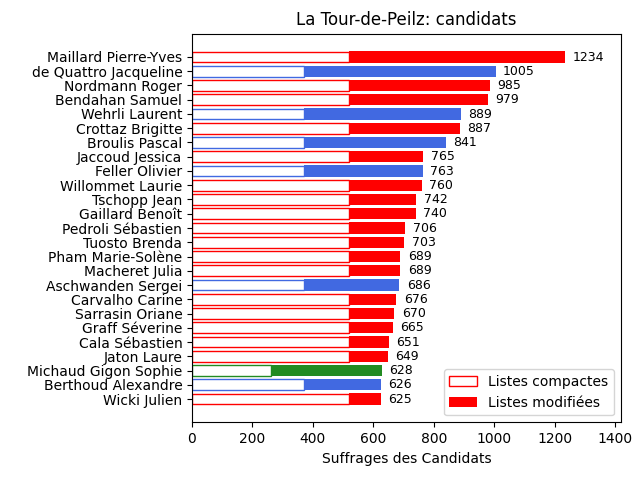 La Tour-de-Peilz: candidats
Maillard Pierre-Yves 1234
de Quattro Jacqueline 1005
Nordmann Roger 985
Bendahan Samuel 979
Wehrli Laurent 889
Crottaz Brigitte 887
Broulis Pascal 841
Jaccoud Jessica 765
Feller Olivier 763
Willommet Laurie 760
Tschopp Jean 742
Gaillard Benoît 740
Pedroli Sébastien 706
Tuosto Brenda 703
Pham Marie-Solène 689
Macheret Julia 689
Aschwanden Sergei 686
Carvalho Carine 676
Sarrasin Oriane 670
Graff Séverine 665
Cala Sébastien 651
Jaton Laure 649
Michaud Gigon Sophie 628
Berthoud Alexandre 626
Wicki Julien 625
Listes compactes
Listes modifiées
0 200 400 600 800 1000 1200 1400
Suffrages des Candidats